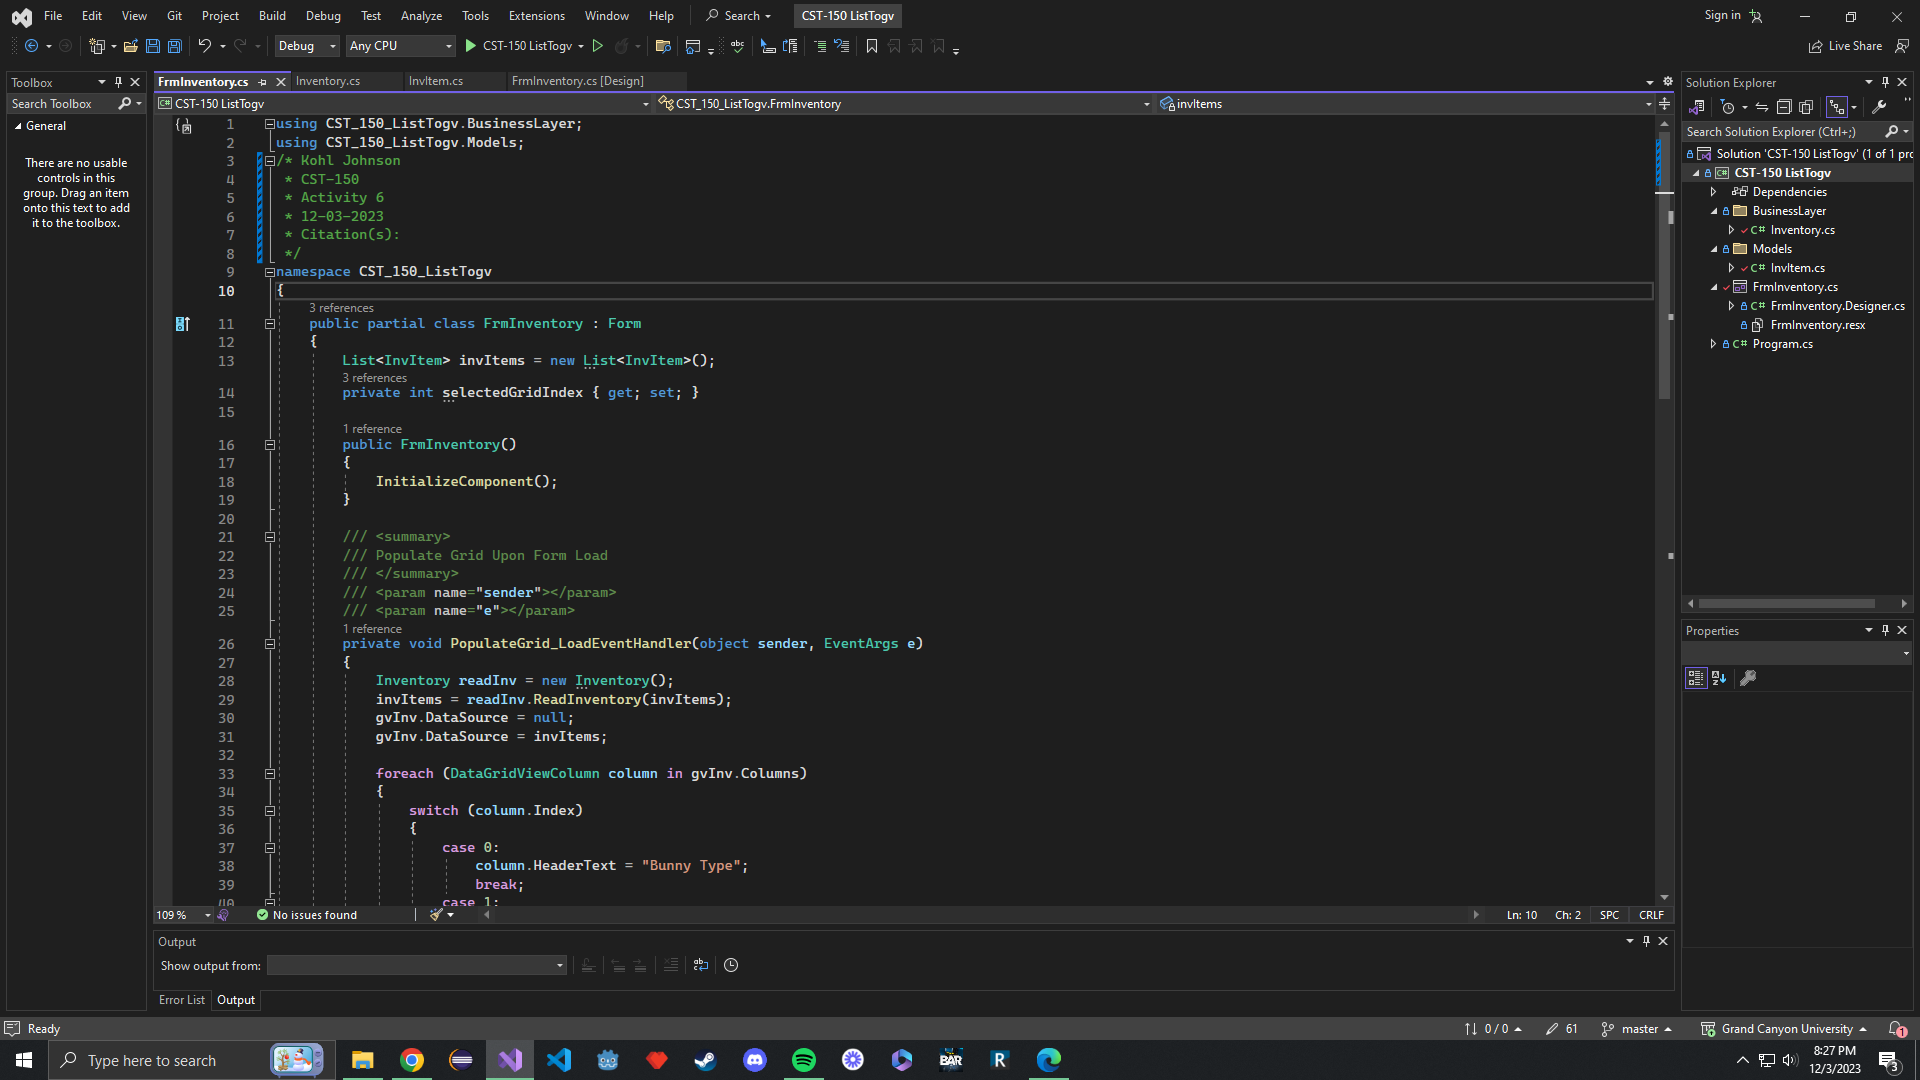 File Edit View Git Project Build Debug Test Analyze Tools Extensions Window Help Search CST-150 ListTogv Sign in
Debug Any CPU CST-150 ListTogv Live Share
Toolbox
Search Toolbox
General
There are no usable
controls in this
group. Drag an item
onto this text to add
it to the toolbox.
FrmInventory.cs Inventory.cs InvItem.cs FrmInventory.cs [Design]
CST-150 ListTogv CST_150_ListTogv.FrmInventory invItems
1 using CST_150_ListTogv.BusinessLayer;
2 using CST_150_ListTogv.Models;
3 /* Kohl Johnson
4 * CST-150
5 * Activity 6
6 * 12-03-2023
7 * Citation(s):
8 */
9 namespace CST_150_ListTogv
10 {
3 references
11 public partial class FrmInventory : Form
12 {
13 List<InvItem> invItems = new List<InvItem>();
3 references
14 private int selectedGridIndex { get; set; }
15
1 reference
16 public FrmInventory()
17 {
18 InitializeComponent();
19 }
20
21 /// <summary>
22 /// Populate Grid Upon Form Load
23 /// </summary>
24 /// <param name="sender"></param>
25 /// <param name="e"></param>
1 reference
26 private void PopulateGrid_LoadEventHandler(object sender, EventArgs e)
27 {
28 Inventory readInv = new Inventory();
29 invItems = readInv.ReadInventory(invItems);
30 gvInv.DataSource = null;
31 gvInv.DataSource = invItems;
32
33 foreach (DataGridViewColumn column in gvInv.Columns)
34 {
35 switch (column.Index)
36 {
37 case 0:
38 column.HeaderText = "Bunny Type";
39 break;
40 case 1:
109 % No issues found Ln: 10 Ch: 2 SPC CRLF
Output
Show output from:
Error List Output
Solution Explorer
Search Solution Explorer (Ctrl+;)
Solution 'CST-150 ListTogv' (1 of 1 pro
CST-150 ListTogv
Dependencies
BusinessLayer
C# Inventory.cs
Models
C# InvItem.cs
FrmInventory.cs
C# FrmInventory.Designer.cs
FrmInventory.resx
C# Program.cs
Properties
Ready 0 / 0 61 master Grand Canyon University 1
Type here to search BAR R 8:27 PM
12/3/2023 3